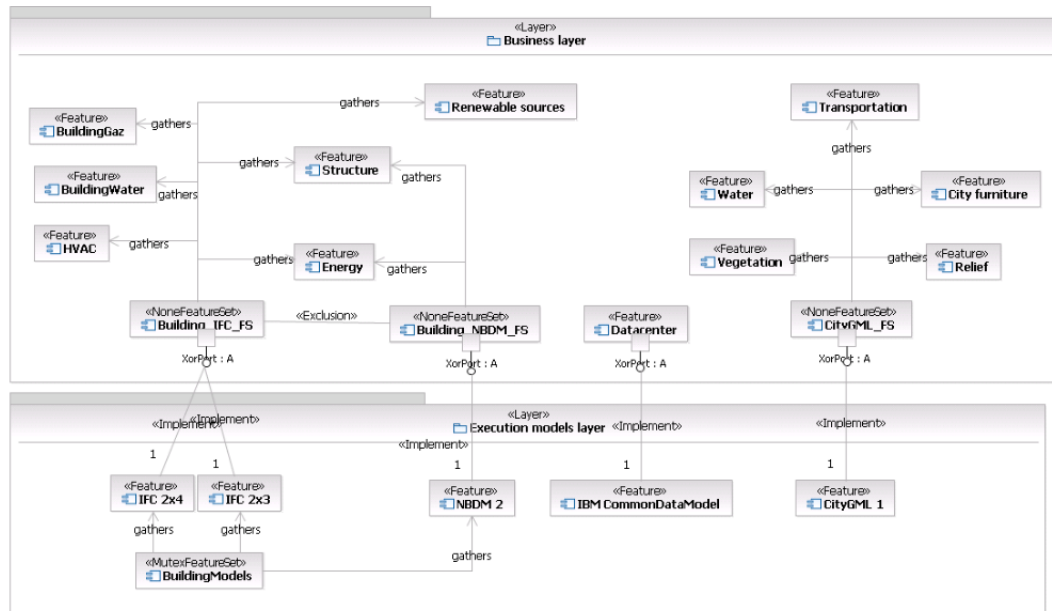 «Layer»
Business layer
«Feature»
Renewable sources
gathers
«Feature»
Transportation
gathers
«Feature»
BuildingGaz
gathers
«Feature»
Structure
gathers
gathers
«Feature»
BuildingWater
gathers
«Feature»
Water
gathers
gathers
«Feature»
City furniture
«Feature»
HVAC
gathers
«Feature»
Energy
gathers
gathers
«Feature»
Vegetation
gathers
gathers
«Feature»
Relief
«NoneFeatureSet»
Building_IFC_FS
«Exclusion»
«NoneFeatureSet»
Building_NBDM_FS
«Feature»
Datacenter
«NoneFeatureSet»
CityGML_FS
XorPort : A
XorPort : A
XorPort : A
XorPort : A
«Layer»
Execution models layer
«Implement»
«Implement»
«Implement»
«Implement»
«Implement»
1
1
1
1
1
«Feature»
IFC 2x4
«Feature»
IFC 2x3
«Feature»
NBDM 2
«Feature»
IBM CommonDataModel
«Feature»
CityGML 1
gathers
gathers
gathers
«MutexFeatureSet»
BuildingModels